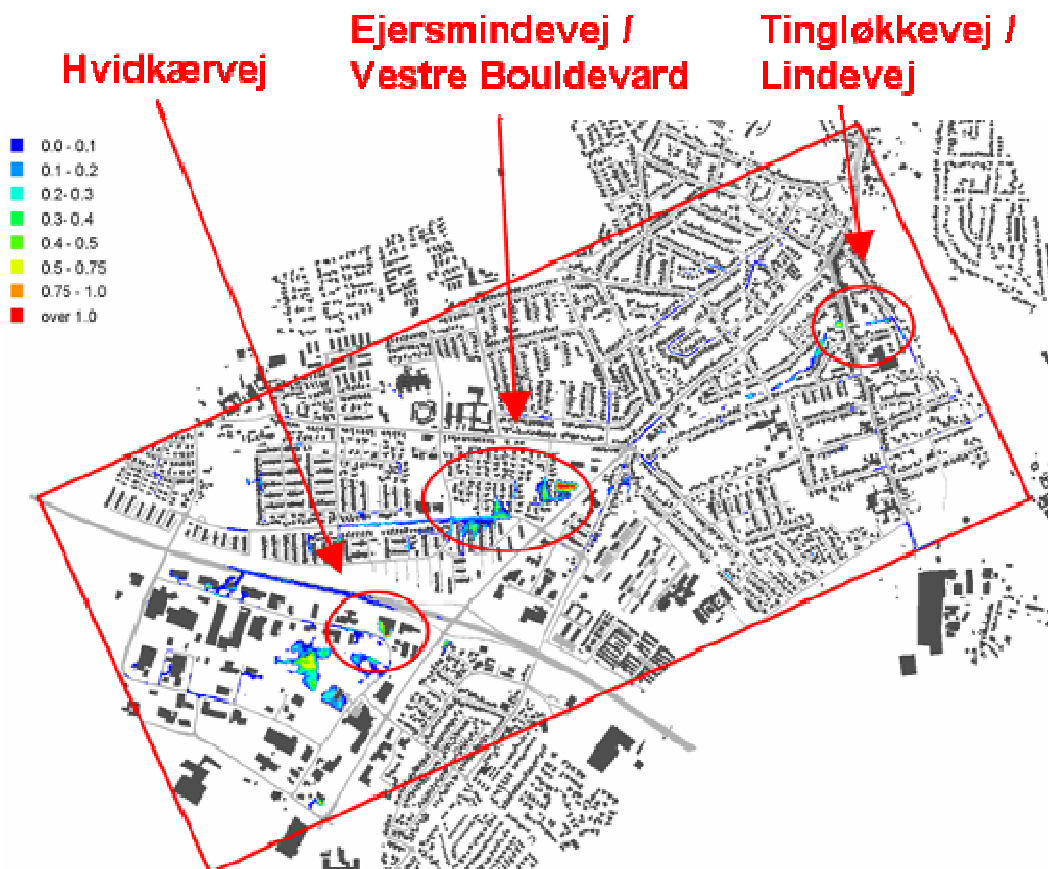 Ejersmindevej /
Vestre Bouldevard
Tingløkkevej /
Lindevej
Hvidkærvej
0.0 - 0.1
0.1 - 0.2
0.2- 0.3
0.3- 0.4
0.4 - 0.5
0.5 - 0.75
0.75 - 1.0
over 1.0